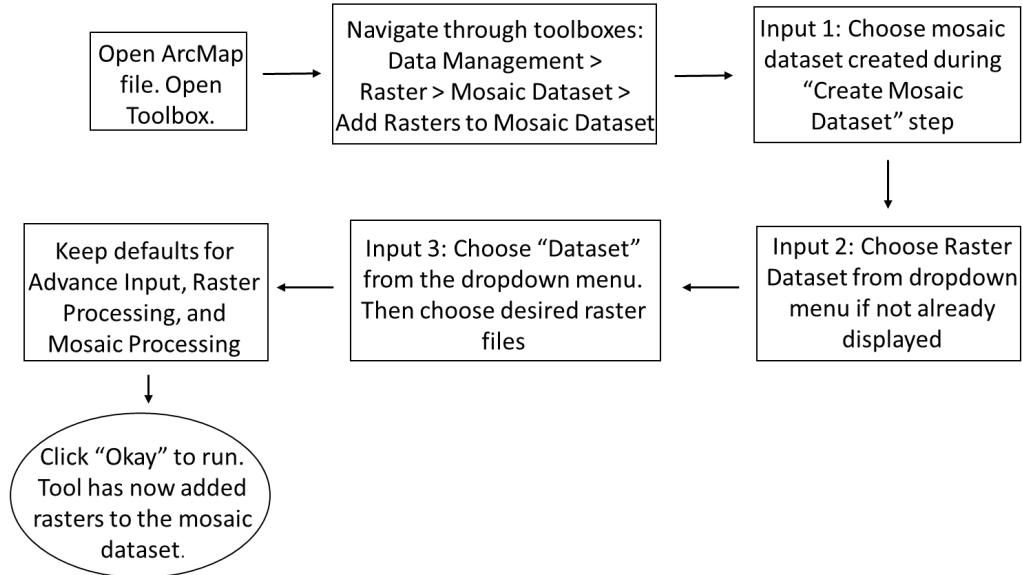 Open ArcMap
file. Open
Toolbox.
Navigate through toolboxes:
Data Management >
Raster > Mosaic Dataset >
Add Rasters to Mosaic Dataset
Input 1: Choose mosaic
dataset created during
“Create Mosaic
Dataset” step
Input 2: Choose Raster
Dataset from dropdown
menu if not already
displayed
Input 3: Choose “Dataset”
from the dropdown menu.
Then choose desired raster
files
Keep defaults for
Advance Input, Raster
Processing, and
Mosaic Processing
Click “Okay” to run.
Tool has now added
rasters to the mosaic
dataset.